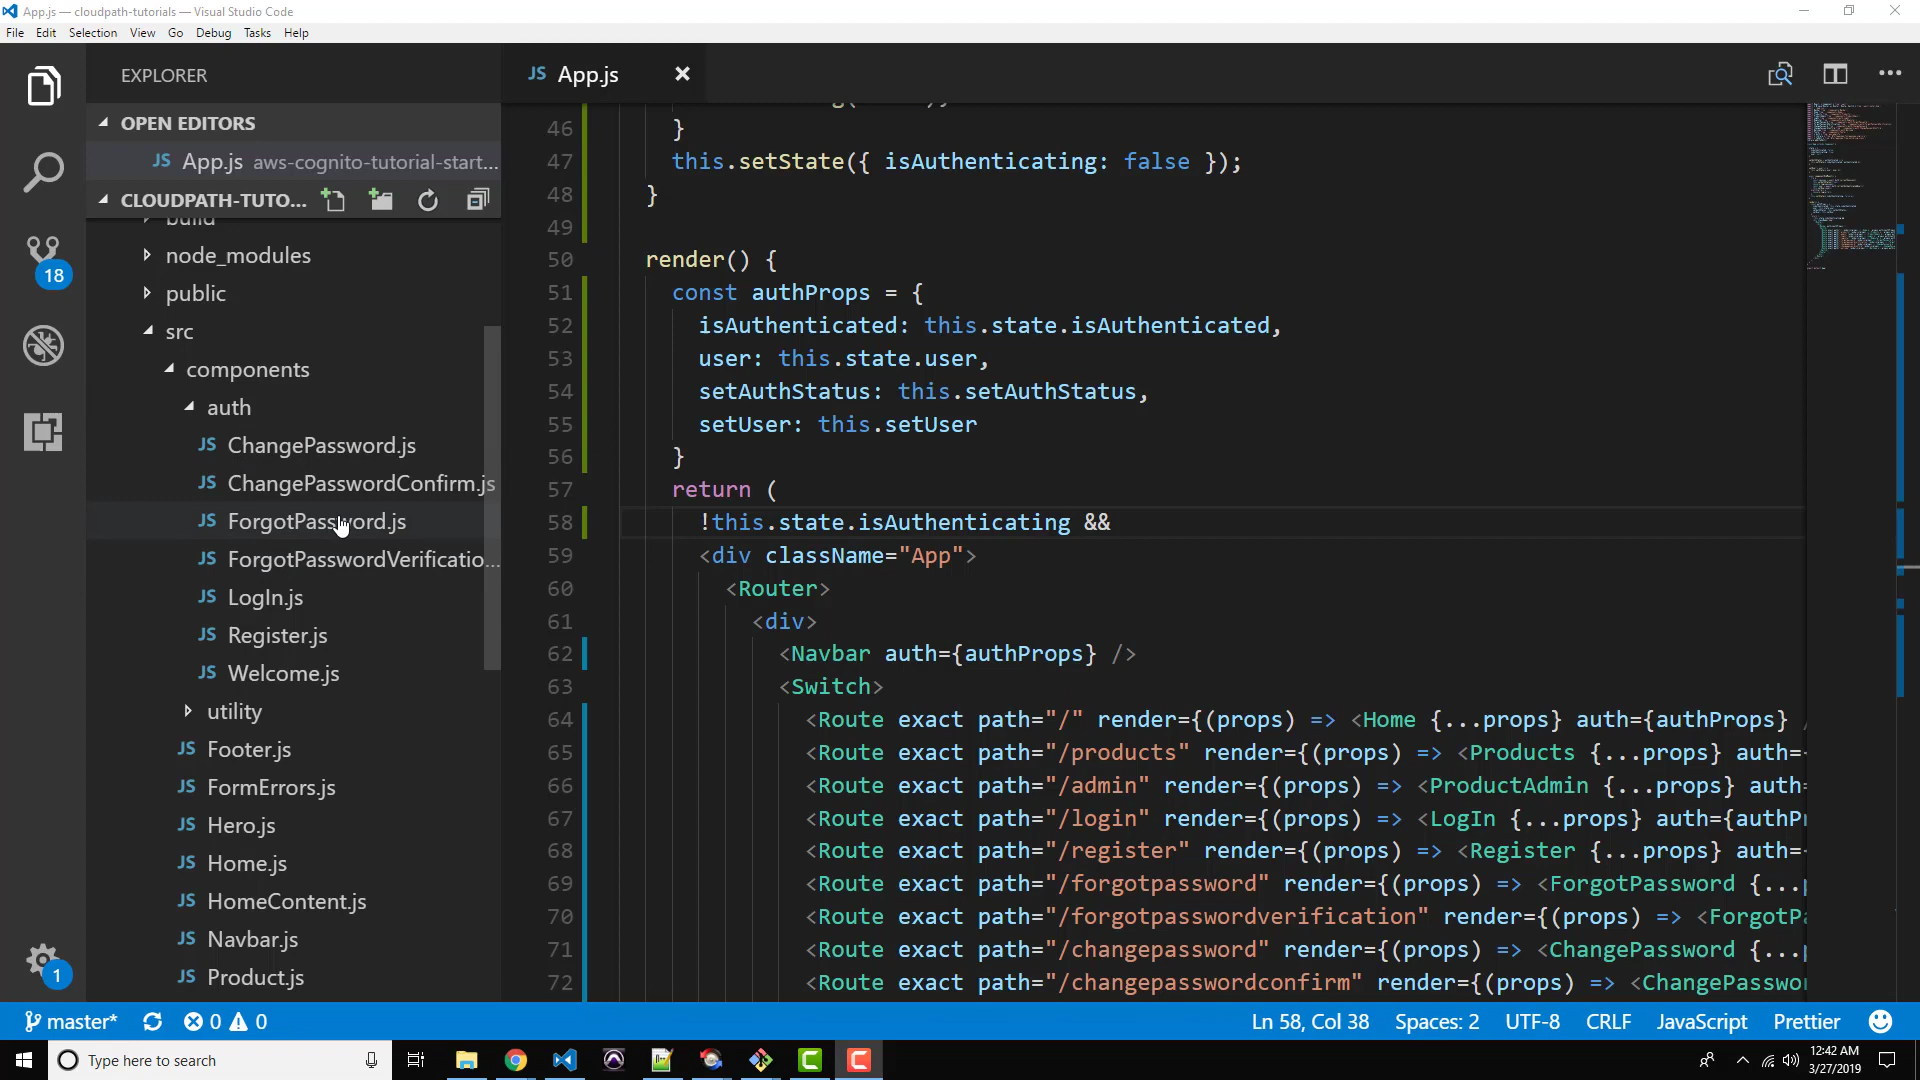 App.js — cloudpath-tutorials — Visual Studio Code
File Edit Selection View Go Debug Tasks Help
EXPLORER
OPEN EDITORS
JS App.js aws-cognito-tutorial-start...
CLOUDPATH-TUTO...
build
node_modules
public
src
components
auth
JS ChangePassword.js
JS ChangePasswordConfirm.js
JS ForgotPassword.js
JS ForgotPasswordVerificatio...
JS LogIn.js
JS Register.js
JS Welcome.js
utility
JS Footer.js
JS FormErrors.js
JS Hero.js
JS Home.js
JS HomeContent.js
JS Navbar.js
JS Product.js
18
1
JS App.js
46 }
47 this.setState({ isAuthenticating: false });
48 }
49
50 render() {
51 const authProps = {
52 isAuthenticated: this.state.isAuthenticated,
53 user: this.state.user,
54 setAuthStatus: this.setAuthStatus,
55 setUser: this.setUser
56 }
57 return (
58 !this.state.isAuthenticating &&
59 <div className="App">
60 <Router>
61 <div>
62 <Navbar auth={authProps} />
63 <Switch>
64 <Route exact path="/" render={(props) => <Home {...props} auth={authProps} /
65 <Route exact path="/products" render={(props) => <Products {...props} auth=
66 <Route exact path="/admin" render={(props) => <ProductAdmin {...props} auth=
67 <Route exact path="/login" render={(props) => <LogIn {...props} auth={authP
68 <Route exact path="/register" render={(props) => <Register {...props} auth=
69 <Route exact path="/forgotpassword" render={(props) => <ForgotPassword {...
70 <Route exact path="/forgotpasswordverification" render={(props) => <ForgotP
71 <Route exact path="/changepassword" render={(props) => <ChangePassword {...
72 <Route exact path="/changepasswordconfirm" render={(props) => <ChangePasswo
master* 0 0 Ln 58, Col 38 Spaces: 2 UTF-8 CRLF JavaScript Prettier
Type here to search
12:42 AM
3/27/2019